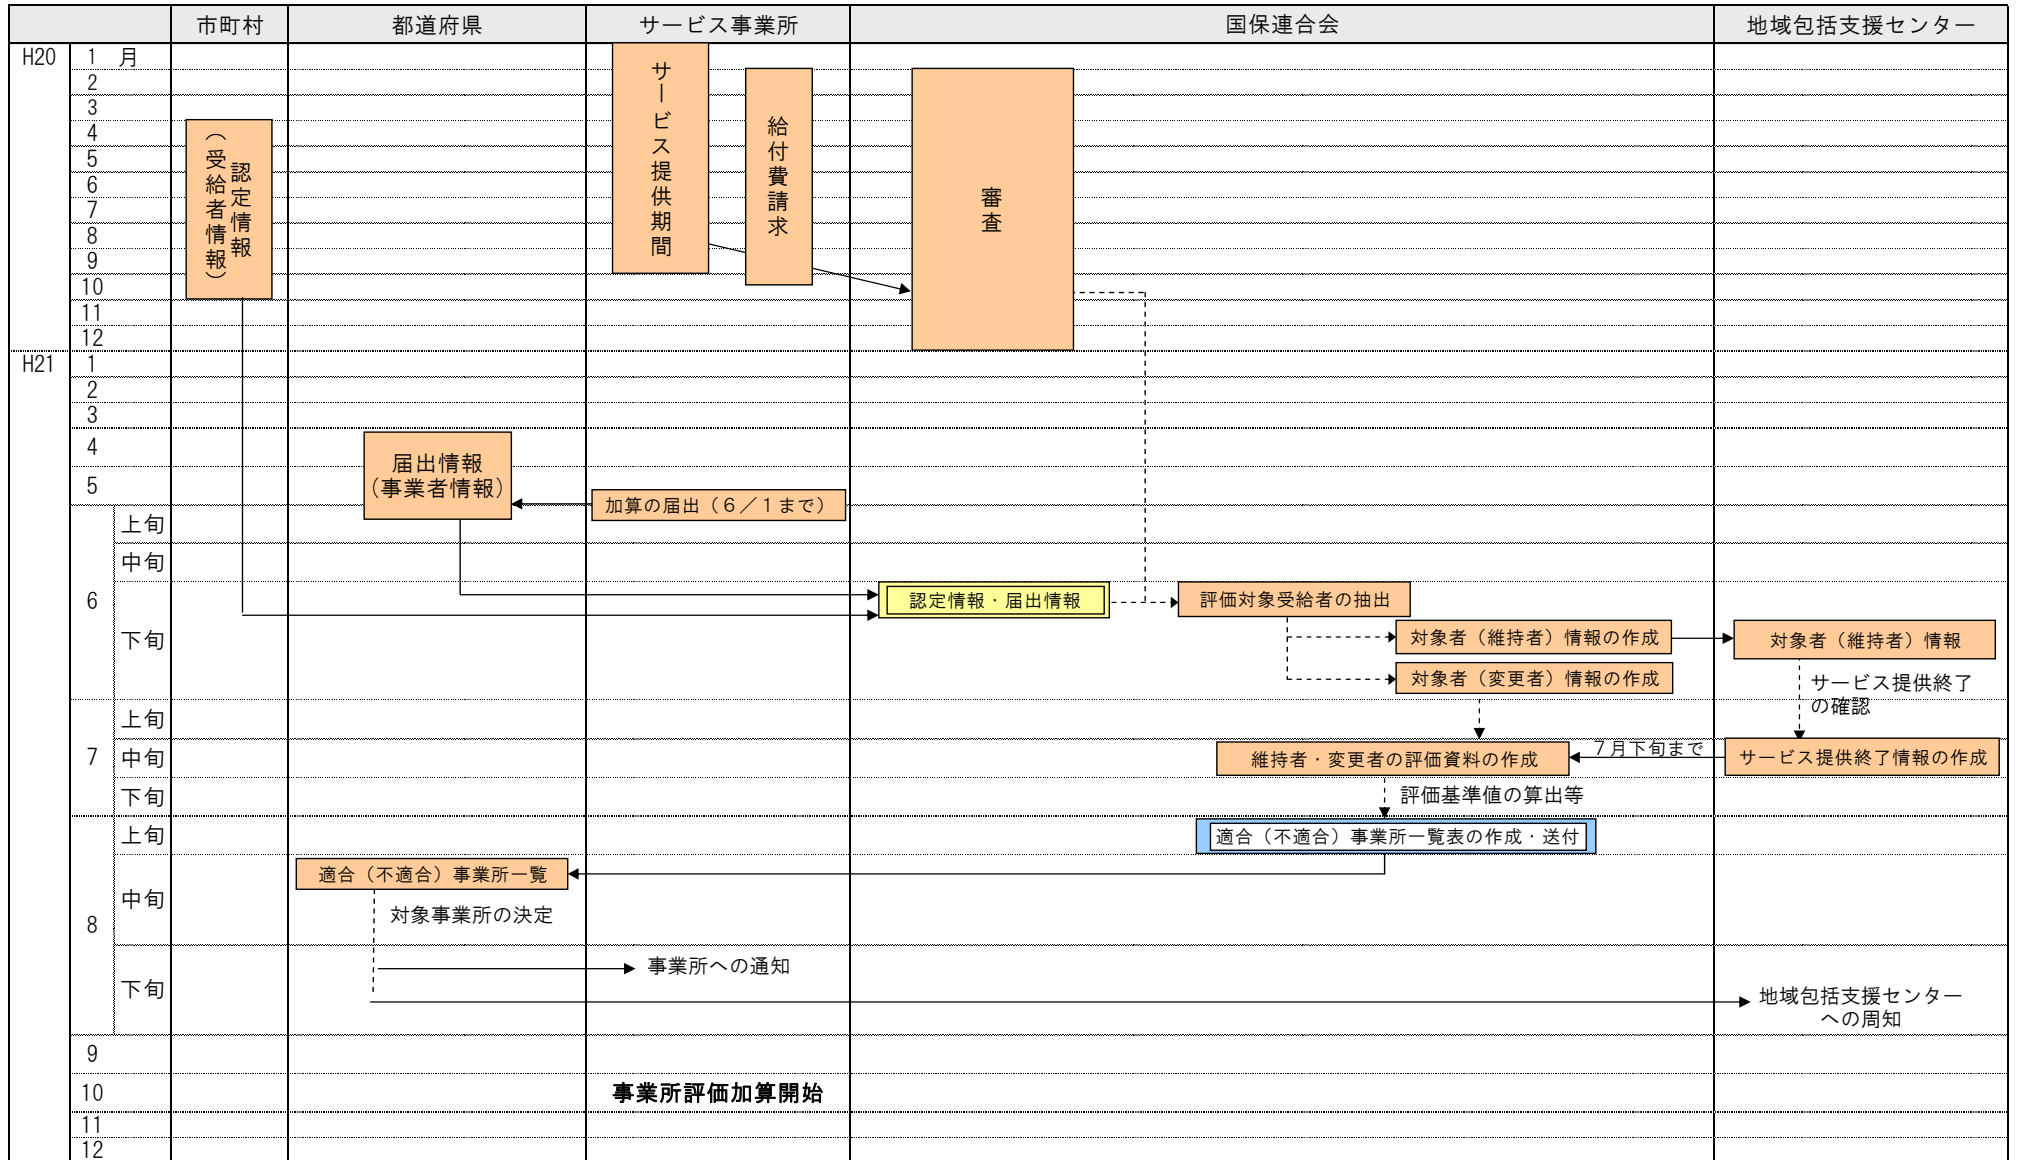 市町村
都道府県
サービス事業所
国保連合会
地域包括支援センター
H20
1 月
2
3
4
5
6
7
8
9
10
11
12
H21
1
2
3
4
5
6
上旬
中旬
下旬
7
上旬
中旬
下旬
8
上旬
中旬
下旬
9
10
11
12
認定情報
（受給者情報）
サービス提供期間
給付費請求
審査
届出情報
（事業者情報）
加算の届出（６／１まで）
認定情報・届出情報
評価対象受給者の抽出
対象者（維持者）情報の作成
対象者（維持者）情報
対象者（変更者）情報の作成
サービス提供終了
の確認
維持者・変更者の評価資料の作成
７月下旬まで
サービス提供終了情報の作成
評価基準値の算出等
適合（不適合）事業所一覧表の作成・送付
適合（不適合）事業所一覧
対象事業所の決定
事業所への通知
地域包括支援センター
への周知
事業所評価加算開始